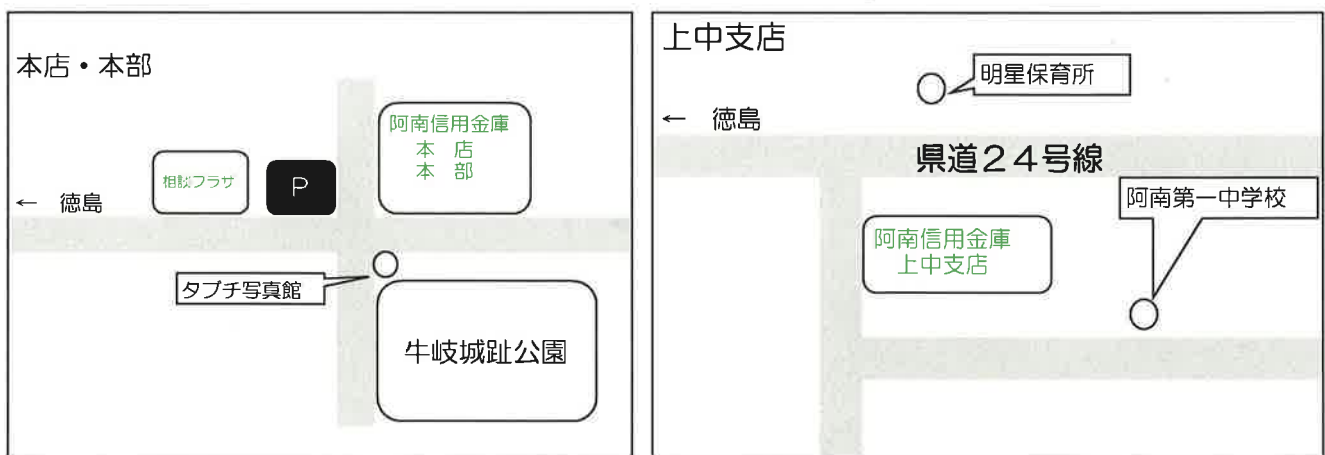 本店・本部
阿南信用金庫
本 店
本 部
相談プラザ
P
← 徳島
タブチ写真館
牛岐城趾公園
上中支店
明星保育所
← 徳島
県道24号線
阿南第一中学校
阿南信用金庫
上中支店